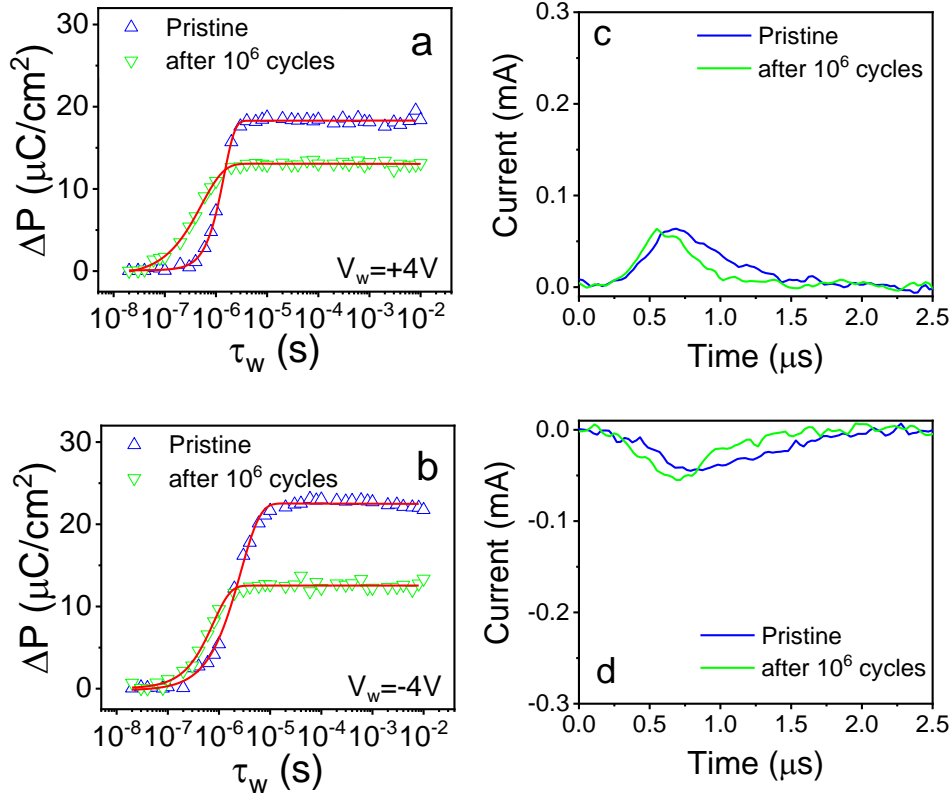 30
20
10
0
ΔP (μC/cm²)
Pristine
after 10⁶ cycles
a
V_w=+4V
10⁻⁸ 10⁻⁷ 10⁻⁶ 10⁻⁵ 10⁻⁴ 10⁻³ 10⁻²
τ_w (s)
0.3
0.2
0.1
0.0
Current (mA)
c
Pristine
after 10⁶ cycles
0.0 0.5 1.0 1.5 2.0 2.5
Time (μs)
30
20
10
0
ΔP (μC/cm²)
Pristine
after 10⁶ cycles
b
V_w=-4V
10⁻⁸ 10⁻⁷ 10⁻⁶ 10⁻⁵ 10⁻⁴ 10⁻³ 10⁻²
τ_w (s)
0.0
-0.1
-0.2
-0.3
Current (mA)
Pristine
after 10⁶ cycles
d
0.0 0.5 1.0 1.5 2.0 2.5
Time (μs)